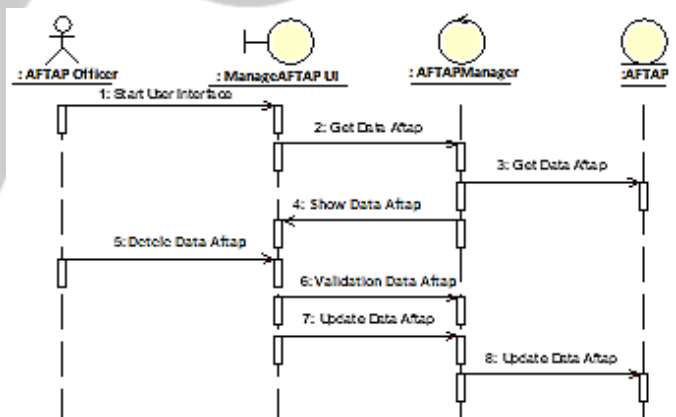 : AFTAP Officer
: ManageAFTAP UI
: AFTAPManager
:AFTAP
1: Start User Interface
2: Get Data Aftap
3: Get Data Aftap
4: Show Data Aftap
5: Detele Data Aftap
6: Validation Data Aftap
7: Update Data Aftap
8: Update Data Aftap